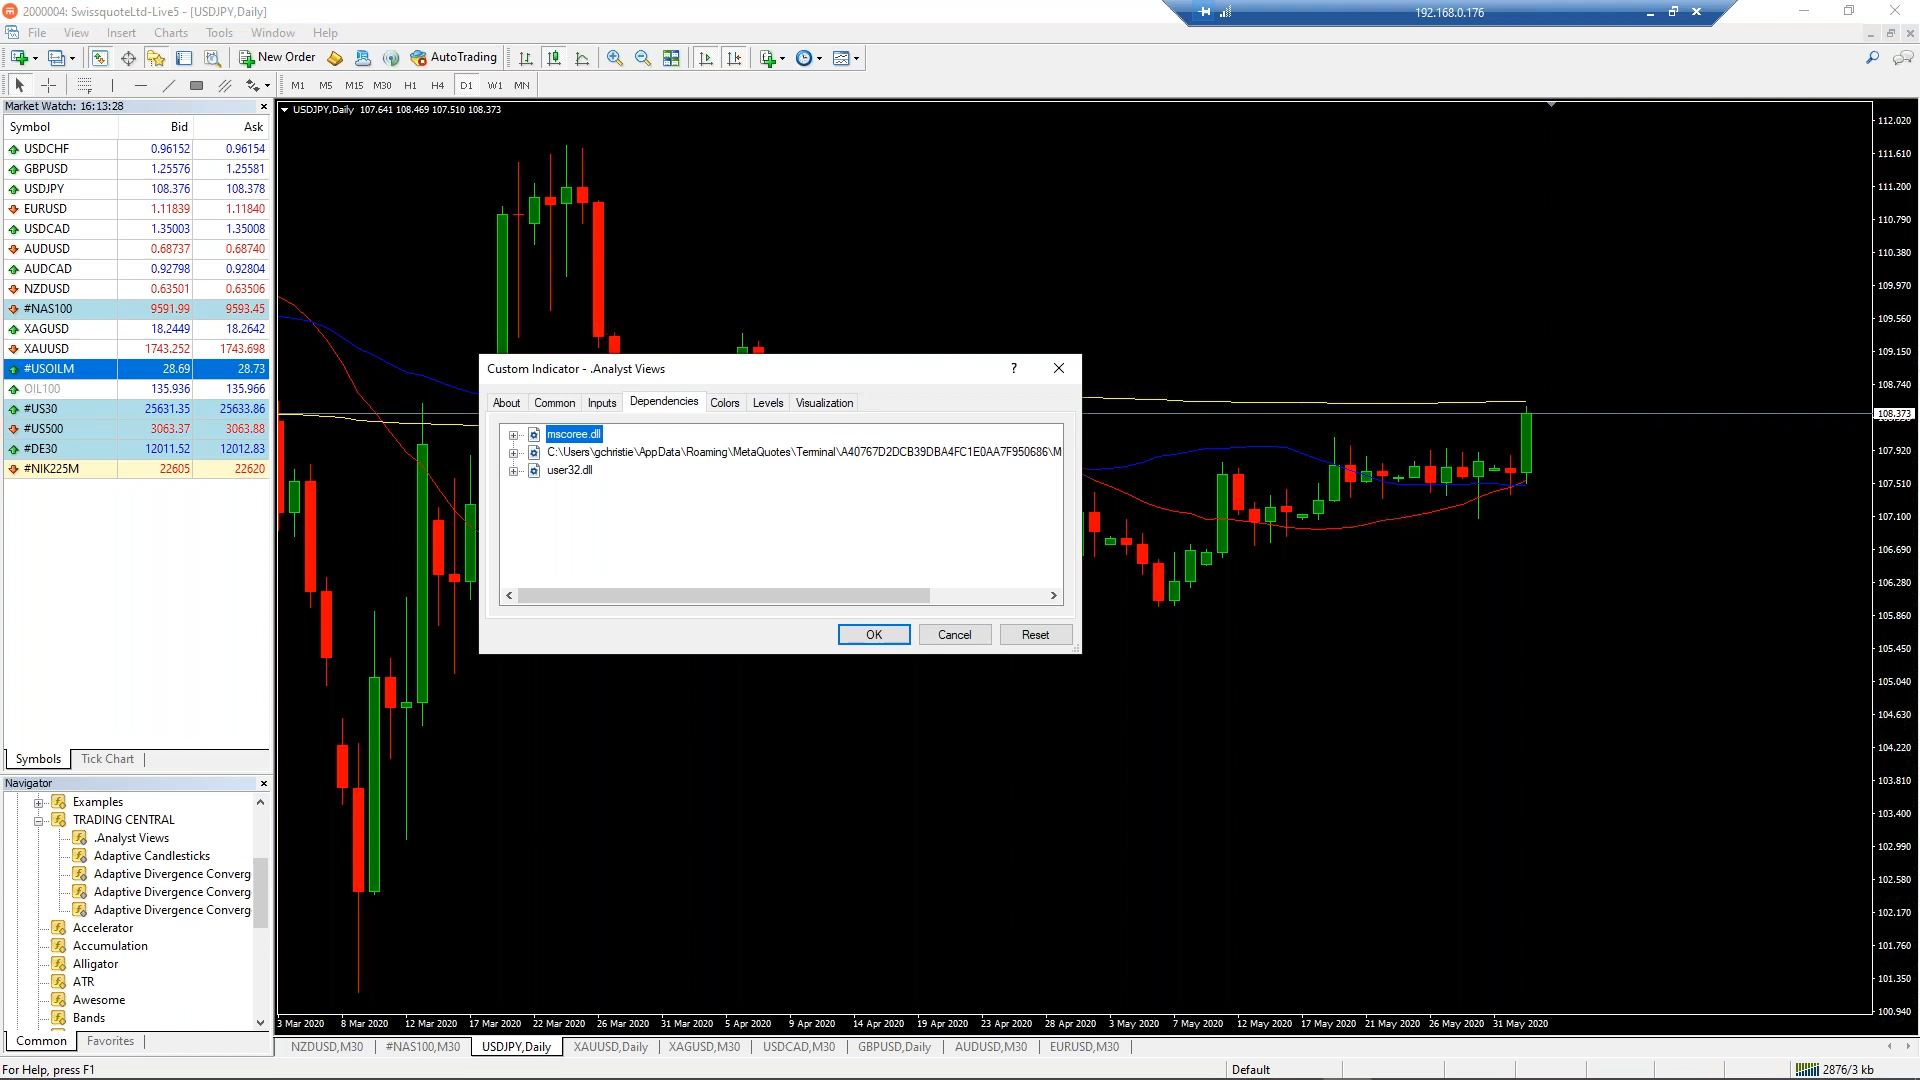 2000004: SwissquoteLtd-Live5 - [USDJPY,Daily]
192.168.0.176
File View Insert Charts Tools Window Help
New Order AutoTrading
M1 M5 M15 M30 H1 H4 D1 W1 MN
Market Watch: 16:13:28
Symbol Bid Ask
USDCHF 0.96152 0.96154
GBPUSD 1.25576 1.25581
USDJPY 108.376 108.378
EURUSD 1.11839 1.11840
USDCAD 1.35003 1.35008
AUDUSD 0.68737 0.68740
AUDCAD 0.92798 0.92804
NZDUSD 0.63501 0.63506
#NAS100 9591.99 9593.45
XAGUSD 18.2449 18.2642
XAUUSD 1743.252 1743.698
#USOILM 28.69 28.73
OIL100 135.936 135.966
#US30 25631.35 25633.86
#US500 3063.37 3063.88
#DE30 12011.52 12012.83
#NIK225M 22605 22620
Symbols Tick Chart
Navigator
Examples
TRADING CENTRAL
.Analyst Views
Adaptive Candlesticks
Adaptive Divergence Converg
Adaptive Divergence Converg
Adaptive Divergence Converg
Accelerator
Accumulation
Alligator
ATR
Awesome
Bands
Common Favorites
USDJPY,Daily 107.641 108.469 107.510 108.373
Custom Indicator - .Analyst Views ?
About Common Inputs Dependencies Colors Levels Visualization
mscoree.dll
C:\Users\gchristie\AppData\Roaming\MetaQuotes\Terminal\A40767D2DCB39DBA4FC1E0AA7F950686\M
user32.dll
OK Cancel Reset
112.020
111.610
111.200
110.790
110.380
109.970
109.560
109.150
108.740
108.373
107.920
107.510
107.100
106.690
106.280
105.860
105.450
105.040
104.630
104.220
103.810
103.400
102.990
102.580
102.170
101.760
101.350
100.940
3 Mar 2020 8 Mar 2020 12 Mar 2020 17 Mar 2020 22 Mar 2020 26 Mar 2020 31 Mar 2020 5 Apr 2020 9 Apr 2020 14 Apr 2020 19 Apr 2020 23 Apr 2020 28 Apr 2020 3 May 2020 7 May 2020 12 May 2020 17 May 2020 21 May 2020 26 May 2020 31 May 2020
NZDUSD,M30 #NAS100,M30 USDJPY,Daily XAUUSD,Daily XAGUSD,M30 USDCAD,M30 GBPUSD,Daily AUDUSD,M30 EURUSD,M30
For Help, press F1 Default 2876/3 kb